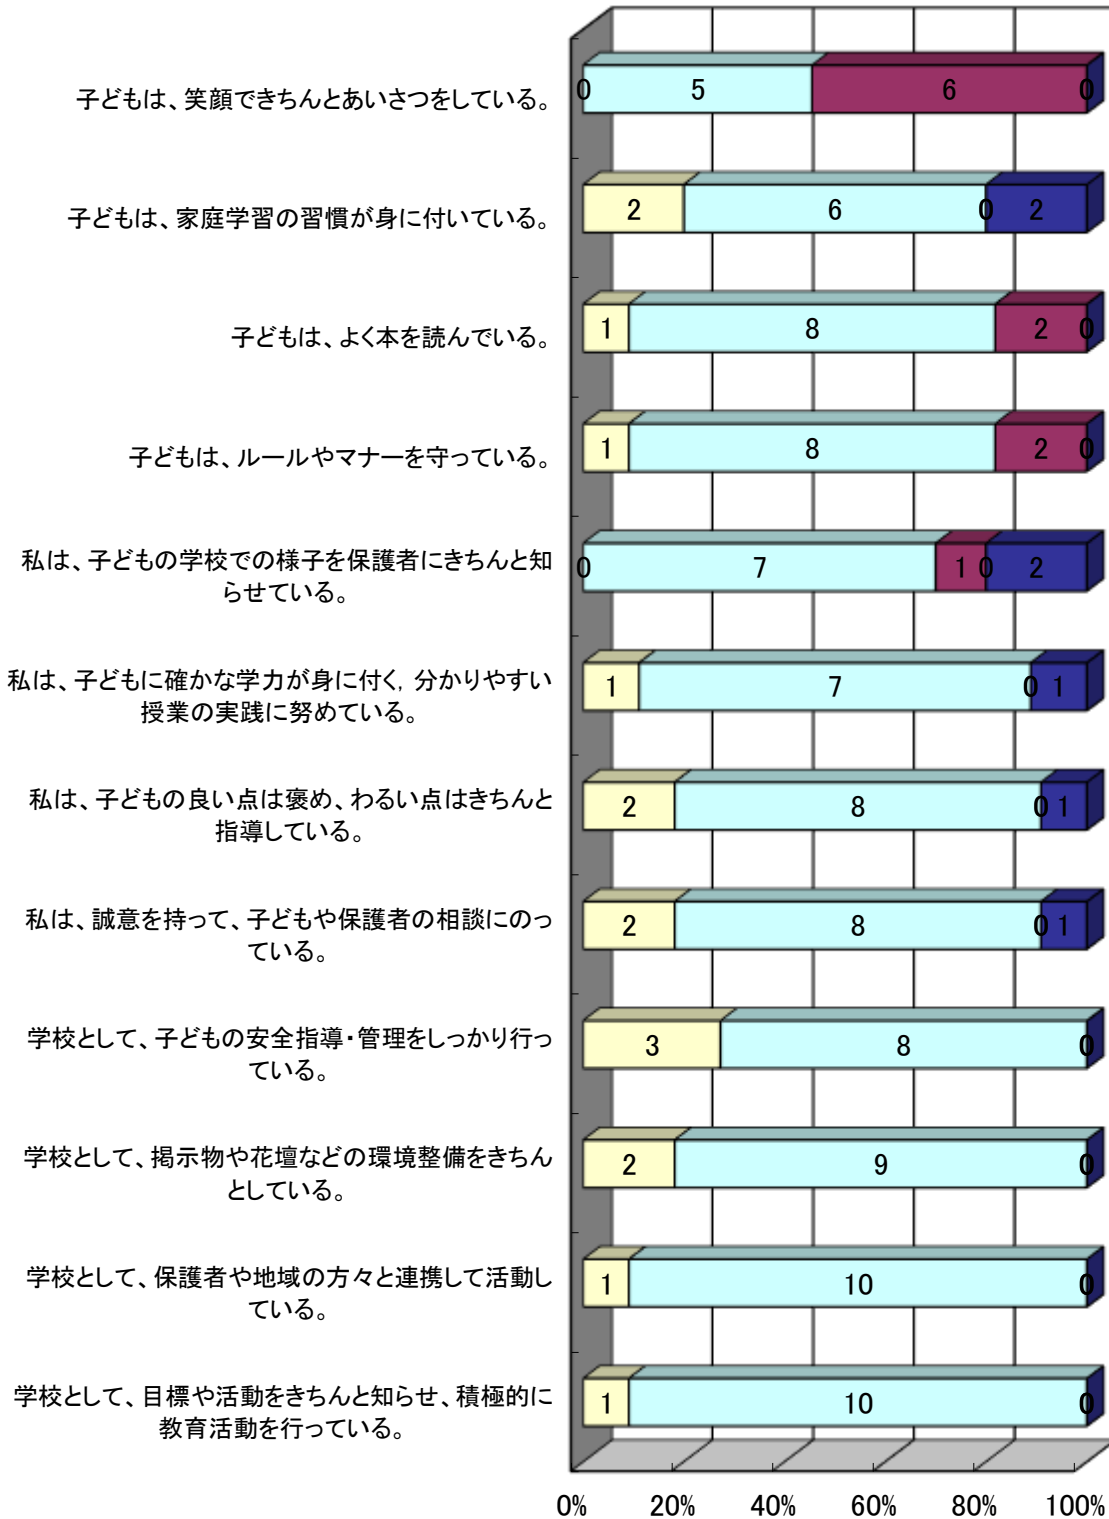 子どもは、笑顔できちんとあいさつをしている。
0 5 6 0
子どもは、家庭学習の習慣が身に付いている。
2 6 0 2
子どもは、よく本を読んでいる。
1 8 2 0
子どもは、ルールやマナーを守っている。
1 8 2 0
私は、子どもの学校での様子を保護者にきちんと知
らせている。
0 7 1 0 2
私は、子どもに確かな学力が身に付く,分かりやすい
授業の実践に努めている。
1 7 0 1
私は、子どもの良い点は褒め、わるい点はきちんと
指導している。
2 8 0 1
私は、誠意を持って、子どもや保護者の相談にのっ
ている。
2 8 0 1
学校として、子どもの安全指導・管理をしっかり行っ
ている。
3 8 0
学校として、掲示物や花壇などの環境整備をきちん
としている。
2 9 0
学校として、保護者や地域の方々と連携して活動し
ている。
1 10 0
学校として、目標や活動をきちんと知らせ、積極的に
教育活動を行っている。
1 10 0
0% 20% 40% 60% 80% 100%